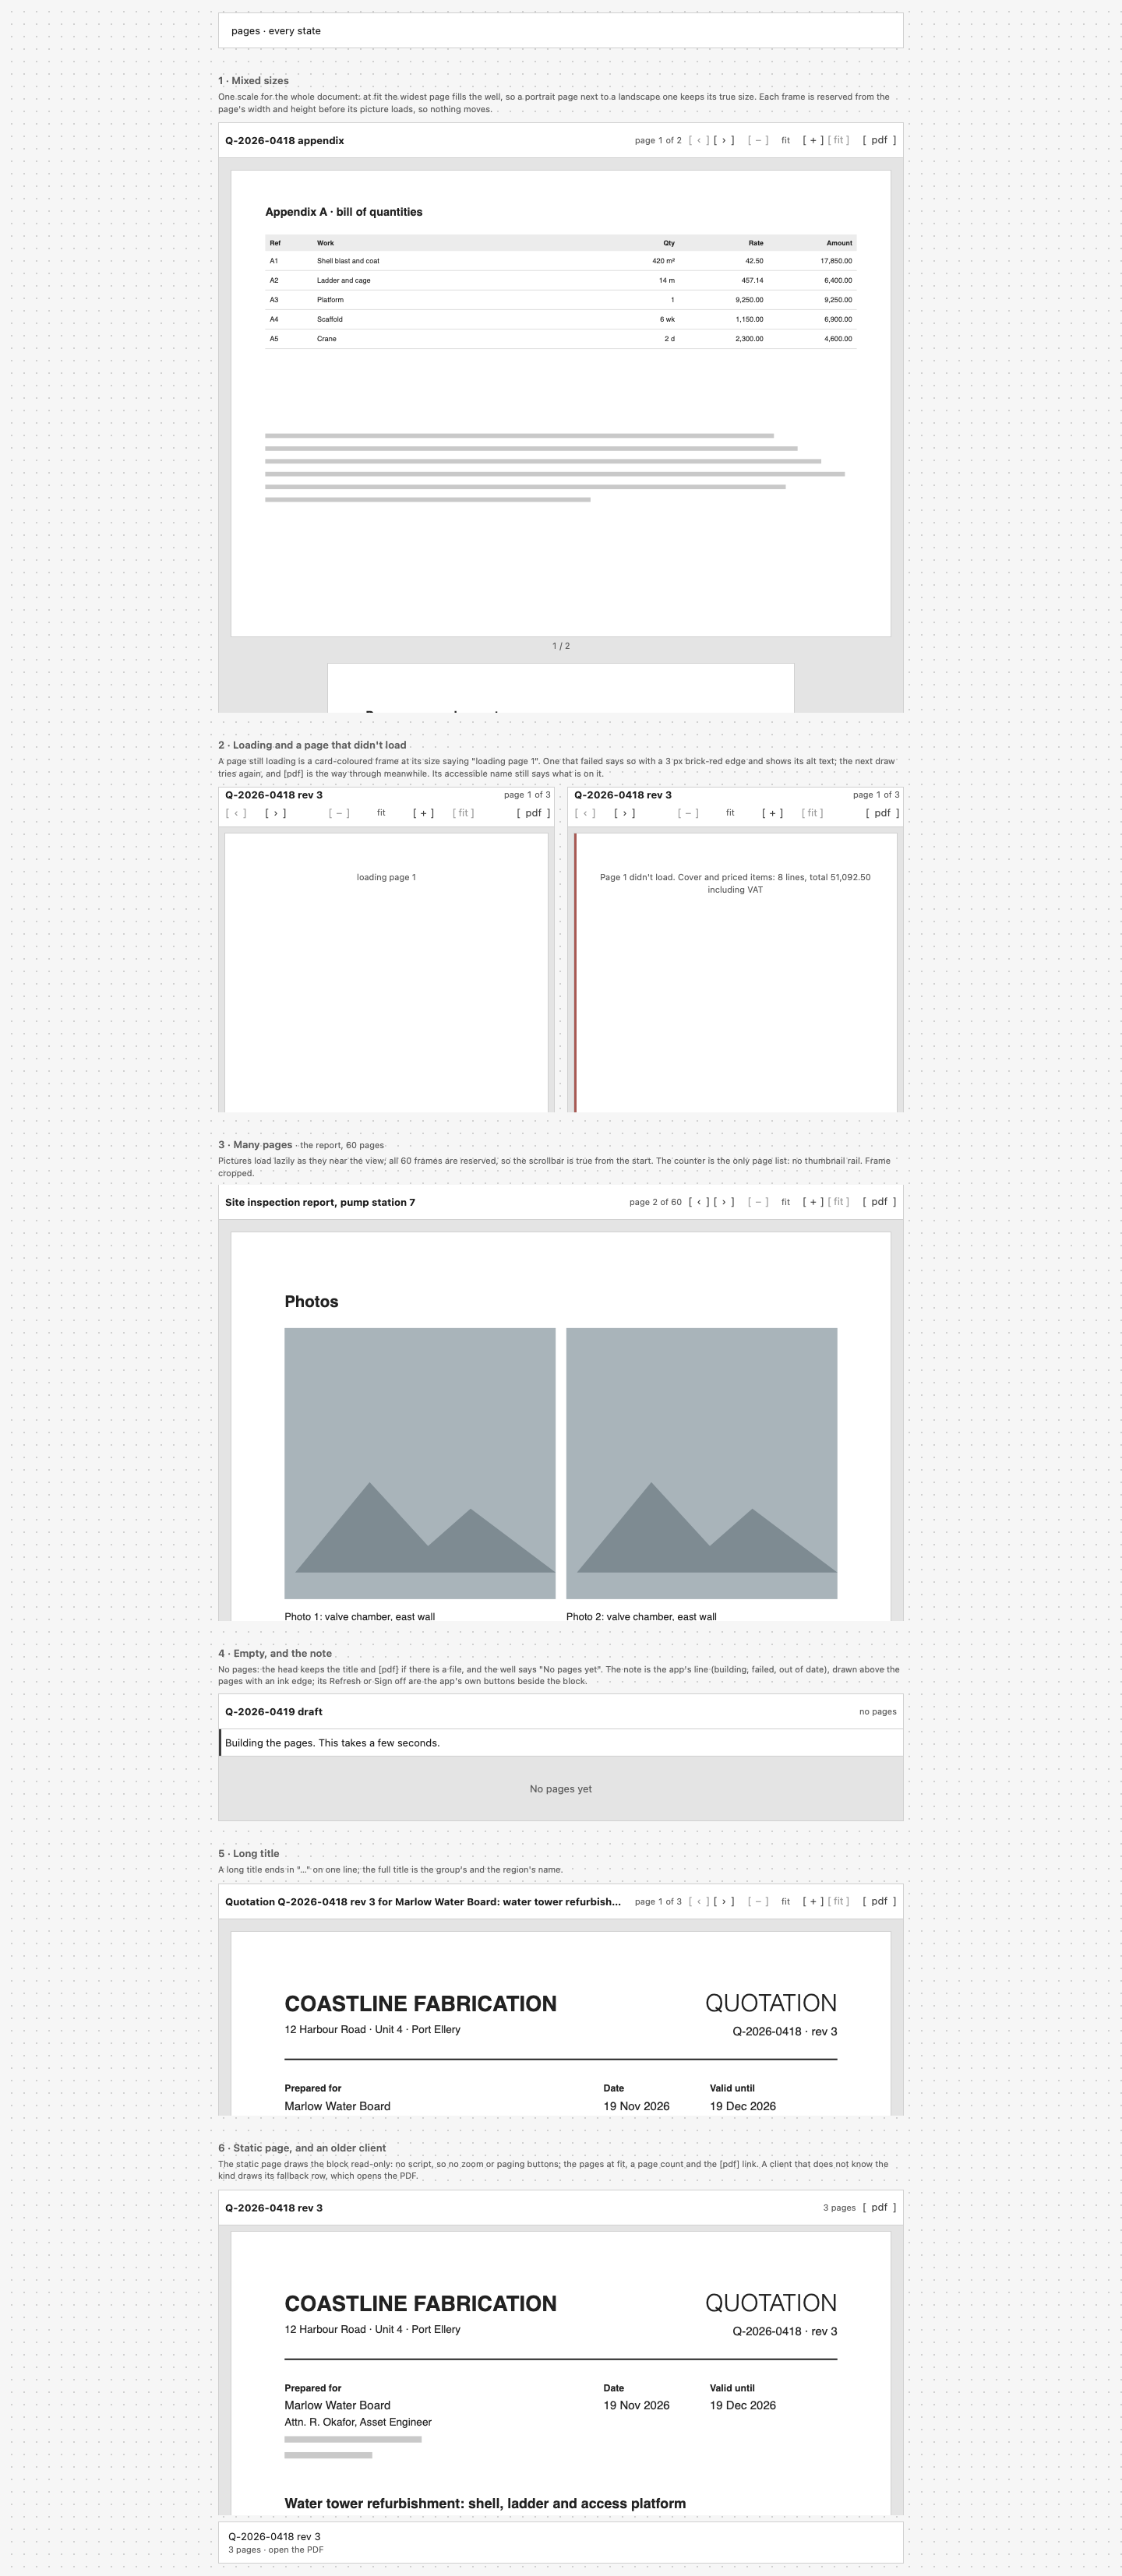 pages · every state
1 · Mixed sizes
One scale for the whole document: at fit the widest page fills the well, so a portrait page next to a landscape one keeps its true size. Each frame is reserved from the
page's width and height before its picture loads, so nothing moves.
Q-2026-0418 appendix page 1 of 2 [ ‹ ] [ › ] [ − ] fit [ + ] [ fit ] [ pdf ]
Appendix A · bill of quantities
Ref Work Qty Rate Amount
A1 Shell blast and coat 420 m² 42.50 17,850.00
A2 Ladder and cage 14 m 457.14 6,400.00
A3 Platform 1 9,250.00 9,250.00
A4 Scaffold 6 wk 1,150.00 6,900.00
A5 Crane 2 d 2,300.00 4,600.00
1 / 2
2 · Loading and a page that didn't load
A page still loading is a card-coloured frame at its size saying "loading page 1". One that failed says so with a 3 px brick-red edge and shows its alt text; the next draw
tries again, and [pdf] is the way through meanwhile. Its accessible name still says what is on it.
Q-2026-0418 rev 3 page 1 of 3
[ ‹ ] [ › ] [ − ] fit [ + ] [ fit ] [ pdf ]
loading page 1
Q-2026-0418 rev 3 page 1 of 3
[ ‹ ] [ › ] [ − ] fit [ + ] [ fit ] [ pdf ]
Page 1 didn't load. Cover and priced items: 8 lines, total 51,092.50
including VAT
3 · Many pages · the report, 60 pages
Pictures load lazily as they near the view; all 60 frames are reserved, so the scrollbar is true from the start. The counter is the only page list: no thumbnail rail. Frame
cropped.
Site inspection report, pump station 7 page 2 of 60 [ ‹ ] [ › ] [ − ] fit [ + ] [ fit ] [ pdf ]
Photos
Photo 1: valve chamber, east wall Photo 2: valve chamber, east wall
4 · Empty, and the note
No pages: the head keeps the title and [pdf] if there is a file, and the well says "No pages yet". The note is the app's line (building, failed, out of date), drawn above the
pages with an ink edge; its Refresh or Sign off are the app's own buttons beside the block.
Q-2026-0419 draft no pages
Building the pages. This takes a few seconds.
No pages yet
5 · Long title
A long title ends in "..." on one line; the full title is the group's and the region's name.
Quotation Q-2026-0418 rev 3 for Marlow Water Board: water tower refurbish... page 1 of 3 [ ‹ ] [ › ] [ − ] fit [ + ] [ fit ] [ pdf ]
COASTLINE FABRICATION QUOTATION
12 Harbour Road · Unit 4 · Port Ellery Q-2026-0418 · rev 3
Prepared for Date Valid until
Marlow Water Board 19 Nov 2026 19 Dec 2026
6 · Static page, and an older client
The static page draws the block read-only: no script, so no zoom or paging buttons; the pages at fit, a page count and the [pdf] link. A client that does not know the
kind draws its fallback row, which opens the PDF.
Q-2026-0418 rev 3 3 pages [ pdf ]
COASTLINE FABRICATION QUOTATION
12 Harbour Road · Unit 4 · Port Ellery Q-2026-0418 · rev 3
Prepared for Date Valid until
Marlow Water Board 19 Nov 2026 19 Dec 2026
Attn. R. Okafor, Asset Engineer
Water tower refurbishment: shell, ladder and access platform
Q-2026-0418 rev 3
3 pages · open the PDF